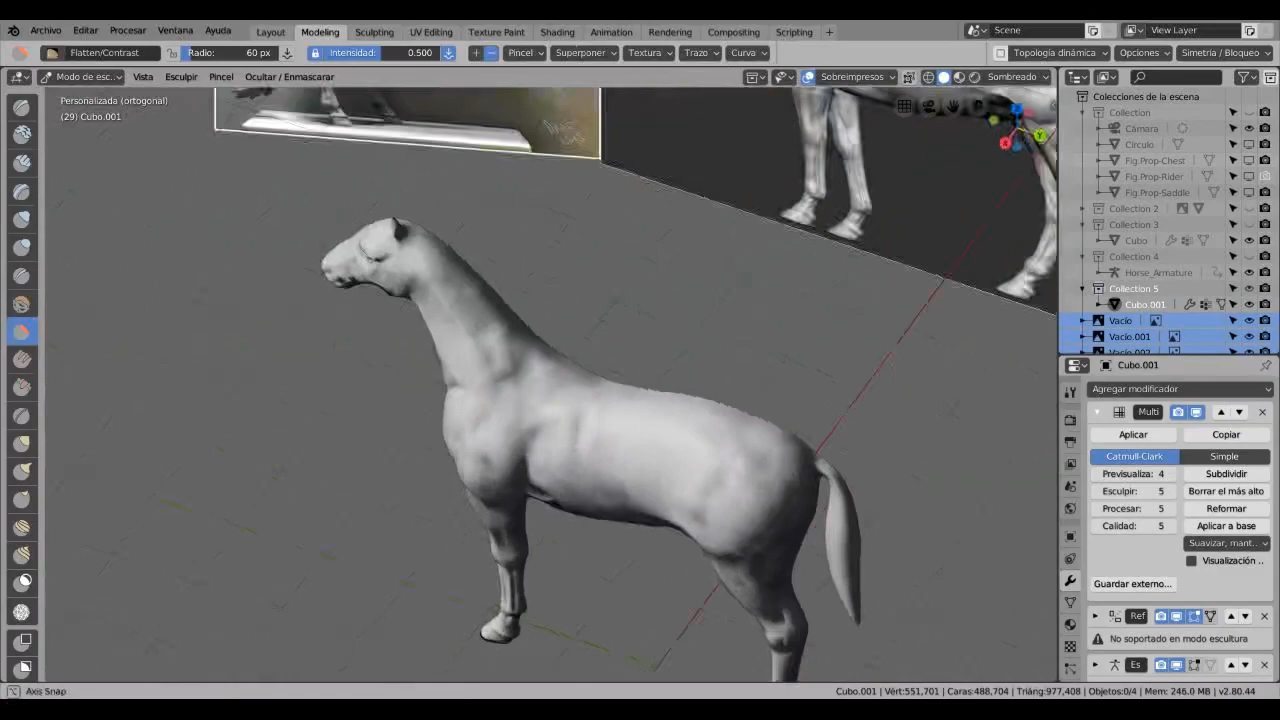 Archivo Editar Procesar Ventana Ayuda Layout Modeling Sculpting UV Editing Texture Paint Shading Animation Rendering Compositing Scripting + Scene View Layer
Flatten/Contrast Radio: 60 px Intensidad: 0.500 Pincel Superponer Textura Trazo Curva Topología dinámica Opciones Simetría / Bloqueo
Modo de esc.. Vista Esculpir Pincel Ocultar / Enmascarar Sobreimpresos Sombreado
Personalizada (ortogonal)
(29) Cubo.001
X
Y
Z
Colecciones de la escena
Collection
Cámara
Círculo
Fig.Prop-Chest
Fig.Prop-Rider
Fig.Prop-Saddle
Collection 2
Collection 3
Cubo
Collection 4
Horse_Armature
Collection 5
Cubo.001
Vacío
Vacío.001
Vacío.002
Cubo.001
Agregar modificador
Multi
Aplicar Copiar
Catmull-Clark Simple
Previsualiza: 4 Subdividir
Esculpir: 5 Borrar el más alto
Procesar: 5 Reformar
Calidad: 5 Aplicar a base
Suavizar, mant..
Visualización ..
Guardar externo...
Ref
No soportado en modo escultura
Es
Axis Snap
Cubo.001 | Vért:551,701 | Caras:488,704 | Triáng:977,408 | Objetos:0/4 | Mem: 246.0 MB | v2.80.44